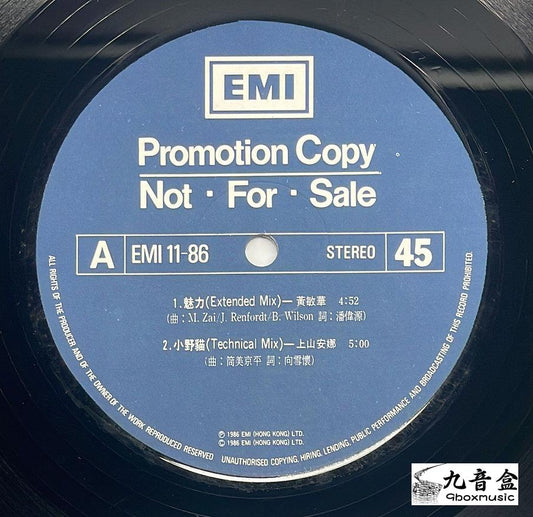 EMI
Promotion Copy
Not · For · Sale
A EMI 11-86 STEREO 45
1.魅力(Extended Mix)—黃敏華 4:52
(曲：M. Zai/J. Renfordt/B. Wilson 詞：潘偉源)
2.小野貓(Technical Mix)—上山安娜 5:00
(曲：筒美京平 詞：向雪懷)
℗ 1986 EMI (HONG KONG) LTD.
© 1986 EMI (HONG KONG) LTD.
ALL RIGHTS OF THE PRODUCER AND OF THE OWNER OF THE WORK REPRODUCED RESERVED UNAUTHORISED COPYING, HIRING, LENDING, PUBLIC PERFORMANCE AND BROADCASTING OF THIS RECORD PROHIBITED.
九音盒
9boxmusic